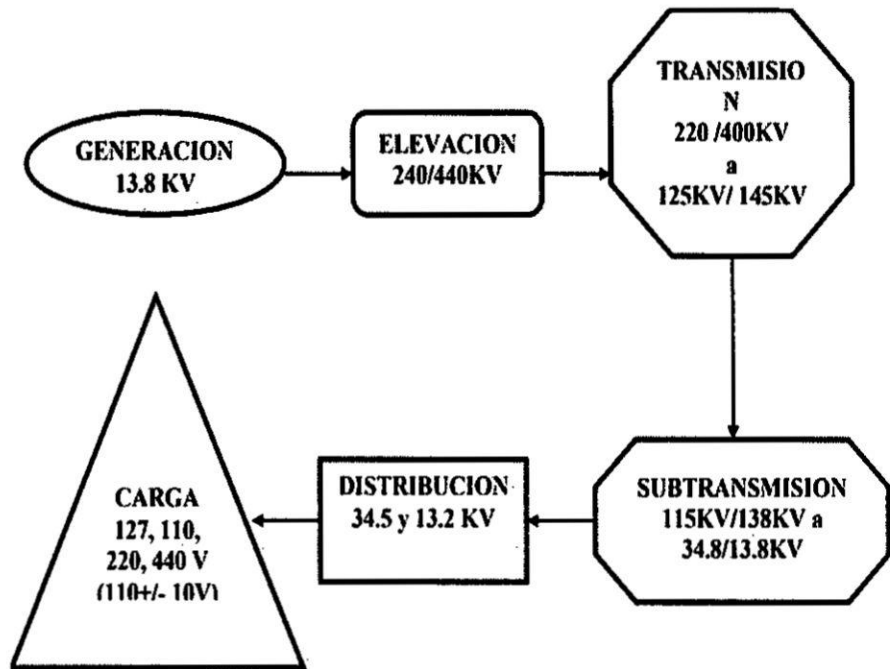 GENERACION
13.8 KV
ELEVACION
240/440KV
TRANSMISIO
N
220 /400KV
a
125KV/ 145KV
SUBTRANSMISION
115KV/138KV a
34.8/13.8KV
DISTRIBUCION
34.5 y 13.2 KV
CARGA
127, 110,
220, 440 V
(110+/- 10V)